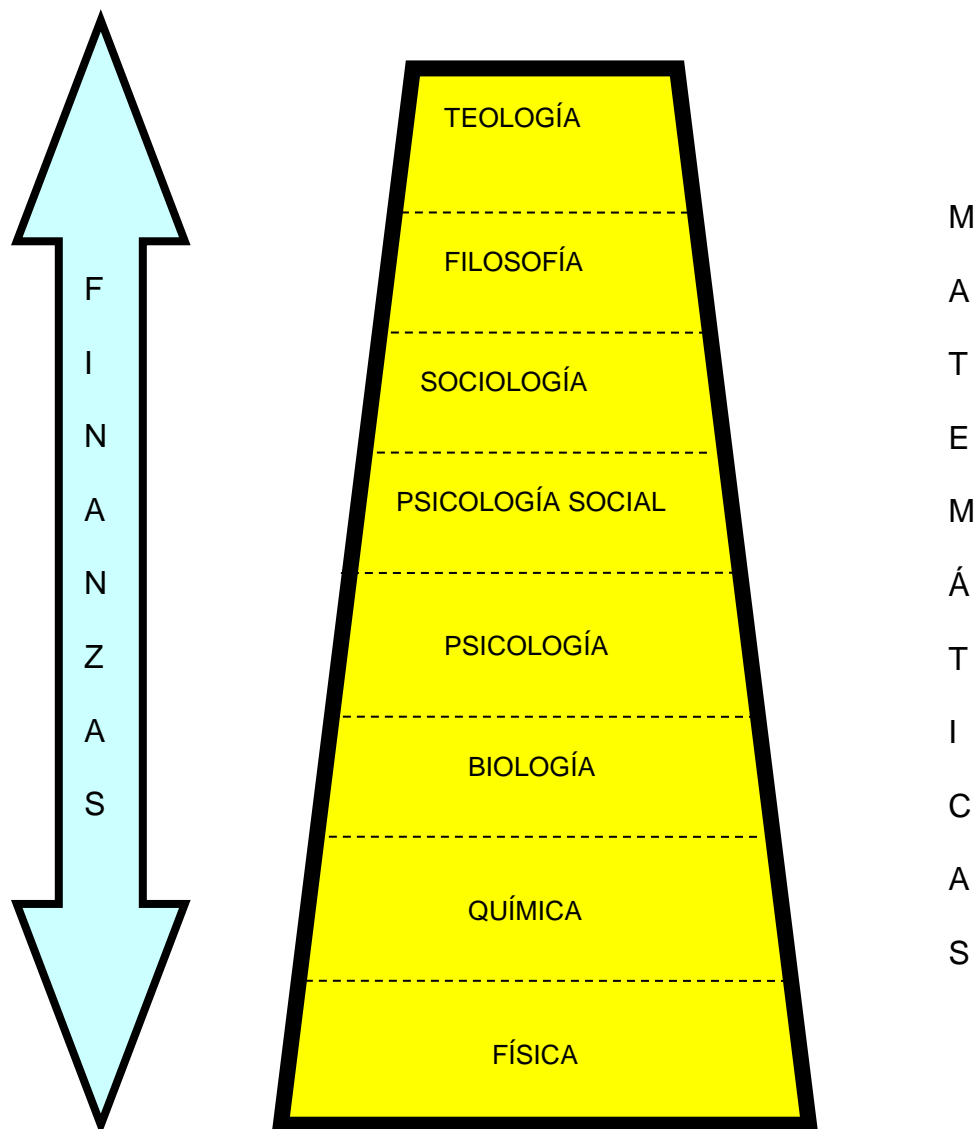 F
I
N
A
N
Z
A
S
TEOLOGÍA
FILOSOFÍA
SOCIOLOGÍA
PSICOLOGÍA SOCIAL
PSICOLOGÍA
BIOLOGÍA
QUÍMICA
FÍSICA
M
A
T
E
M
Á
T
I
C
A
S